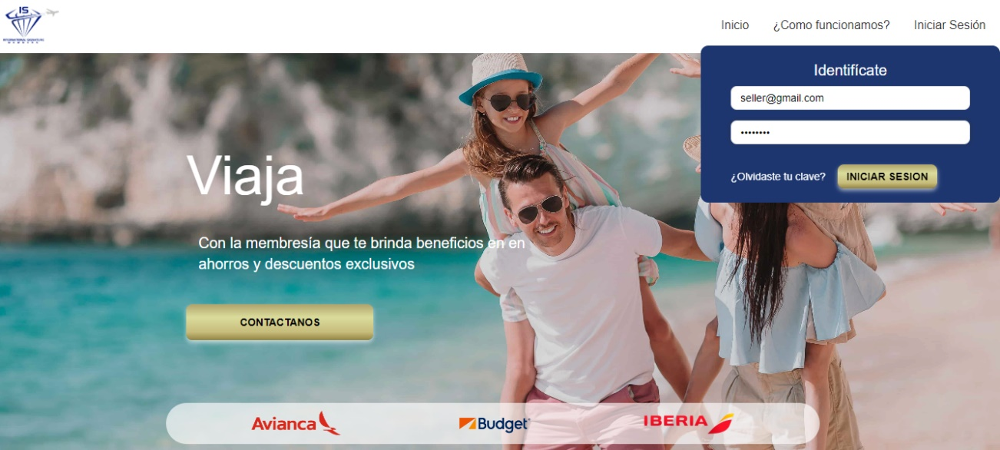 IS
Inicio ¿Como funcionamos? Iniciar Sesión
Identifícate
seller@gmail.com
••••••••
¿Olvidaste tu clave? INICIAR SESION
Viaja
Con la membresía que te brinda beneficios en en
ahorros y descuentos exclusivos
CONTACTANOS
Avianca Budget IBERIA